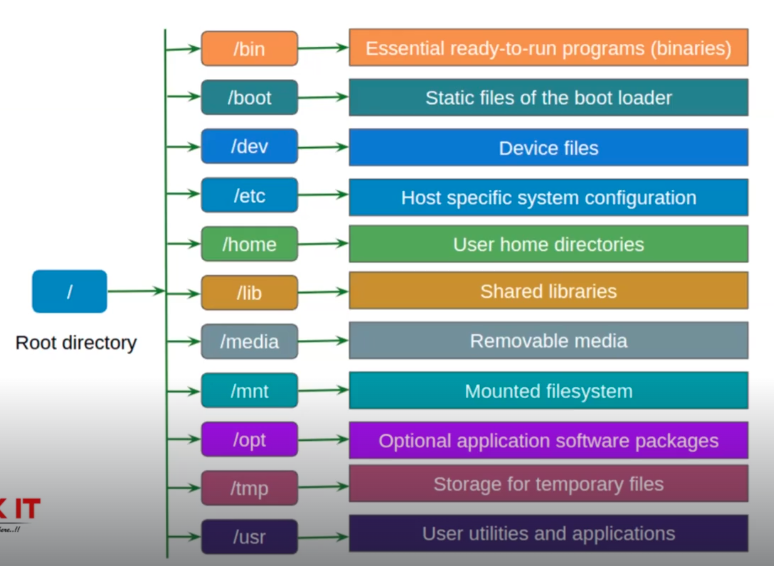 /bin
Essential ready-to-run programs (binaries)
/boot
Static files of the boot loader
/dev
Device files
/etc
Host specific system configuration
/home
User home directories
/
/lib
Shared libraries
Root directory
/media
Removable media
/mnt
Mounted filesystem
/opt
Optional application software packages
/tmp
Storage for temporary files
K IT
/usr
User utilities and applications